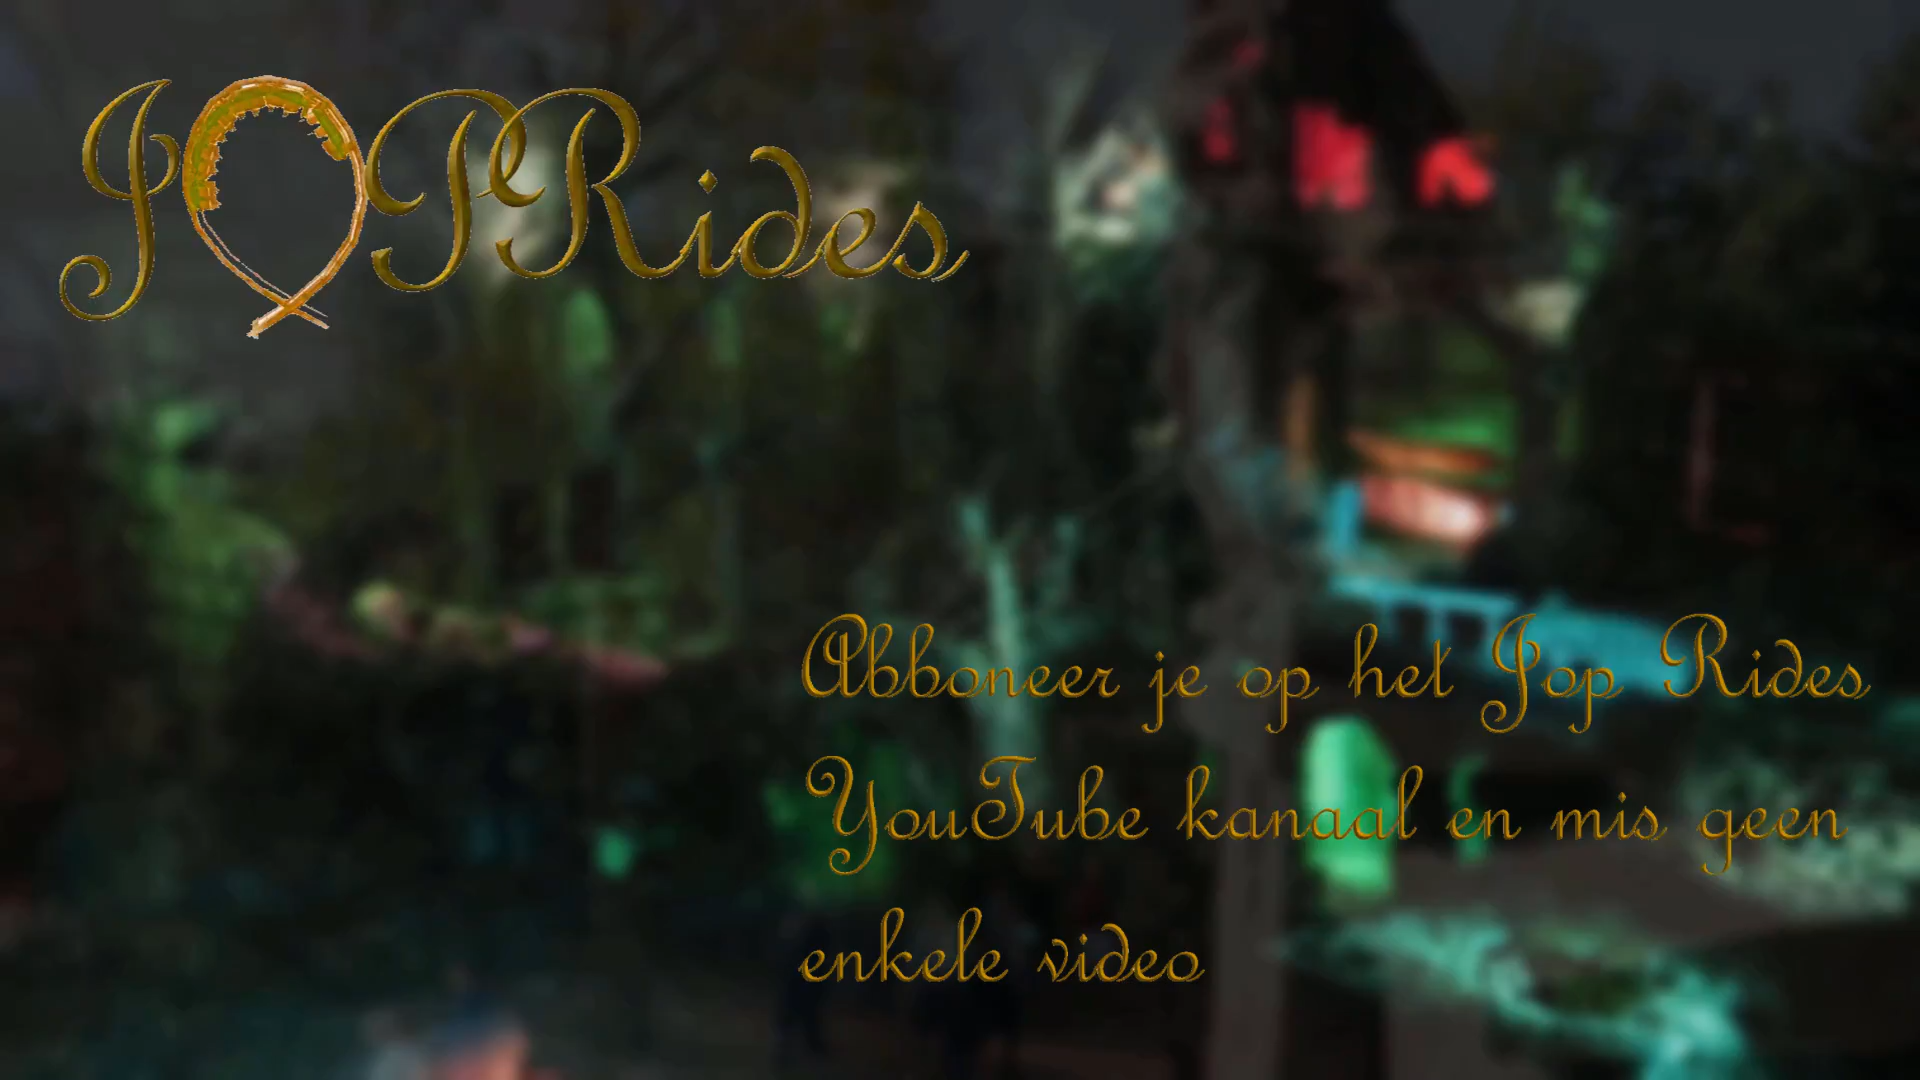 JOPRides
Abboneer je op het Jop Rides
YouTube kanaal en mis geen
enkele video